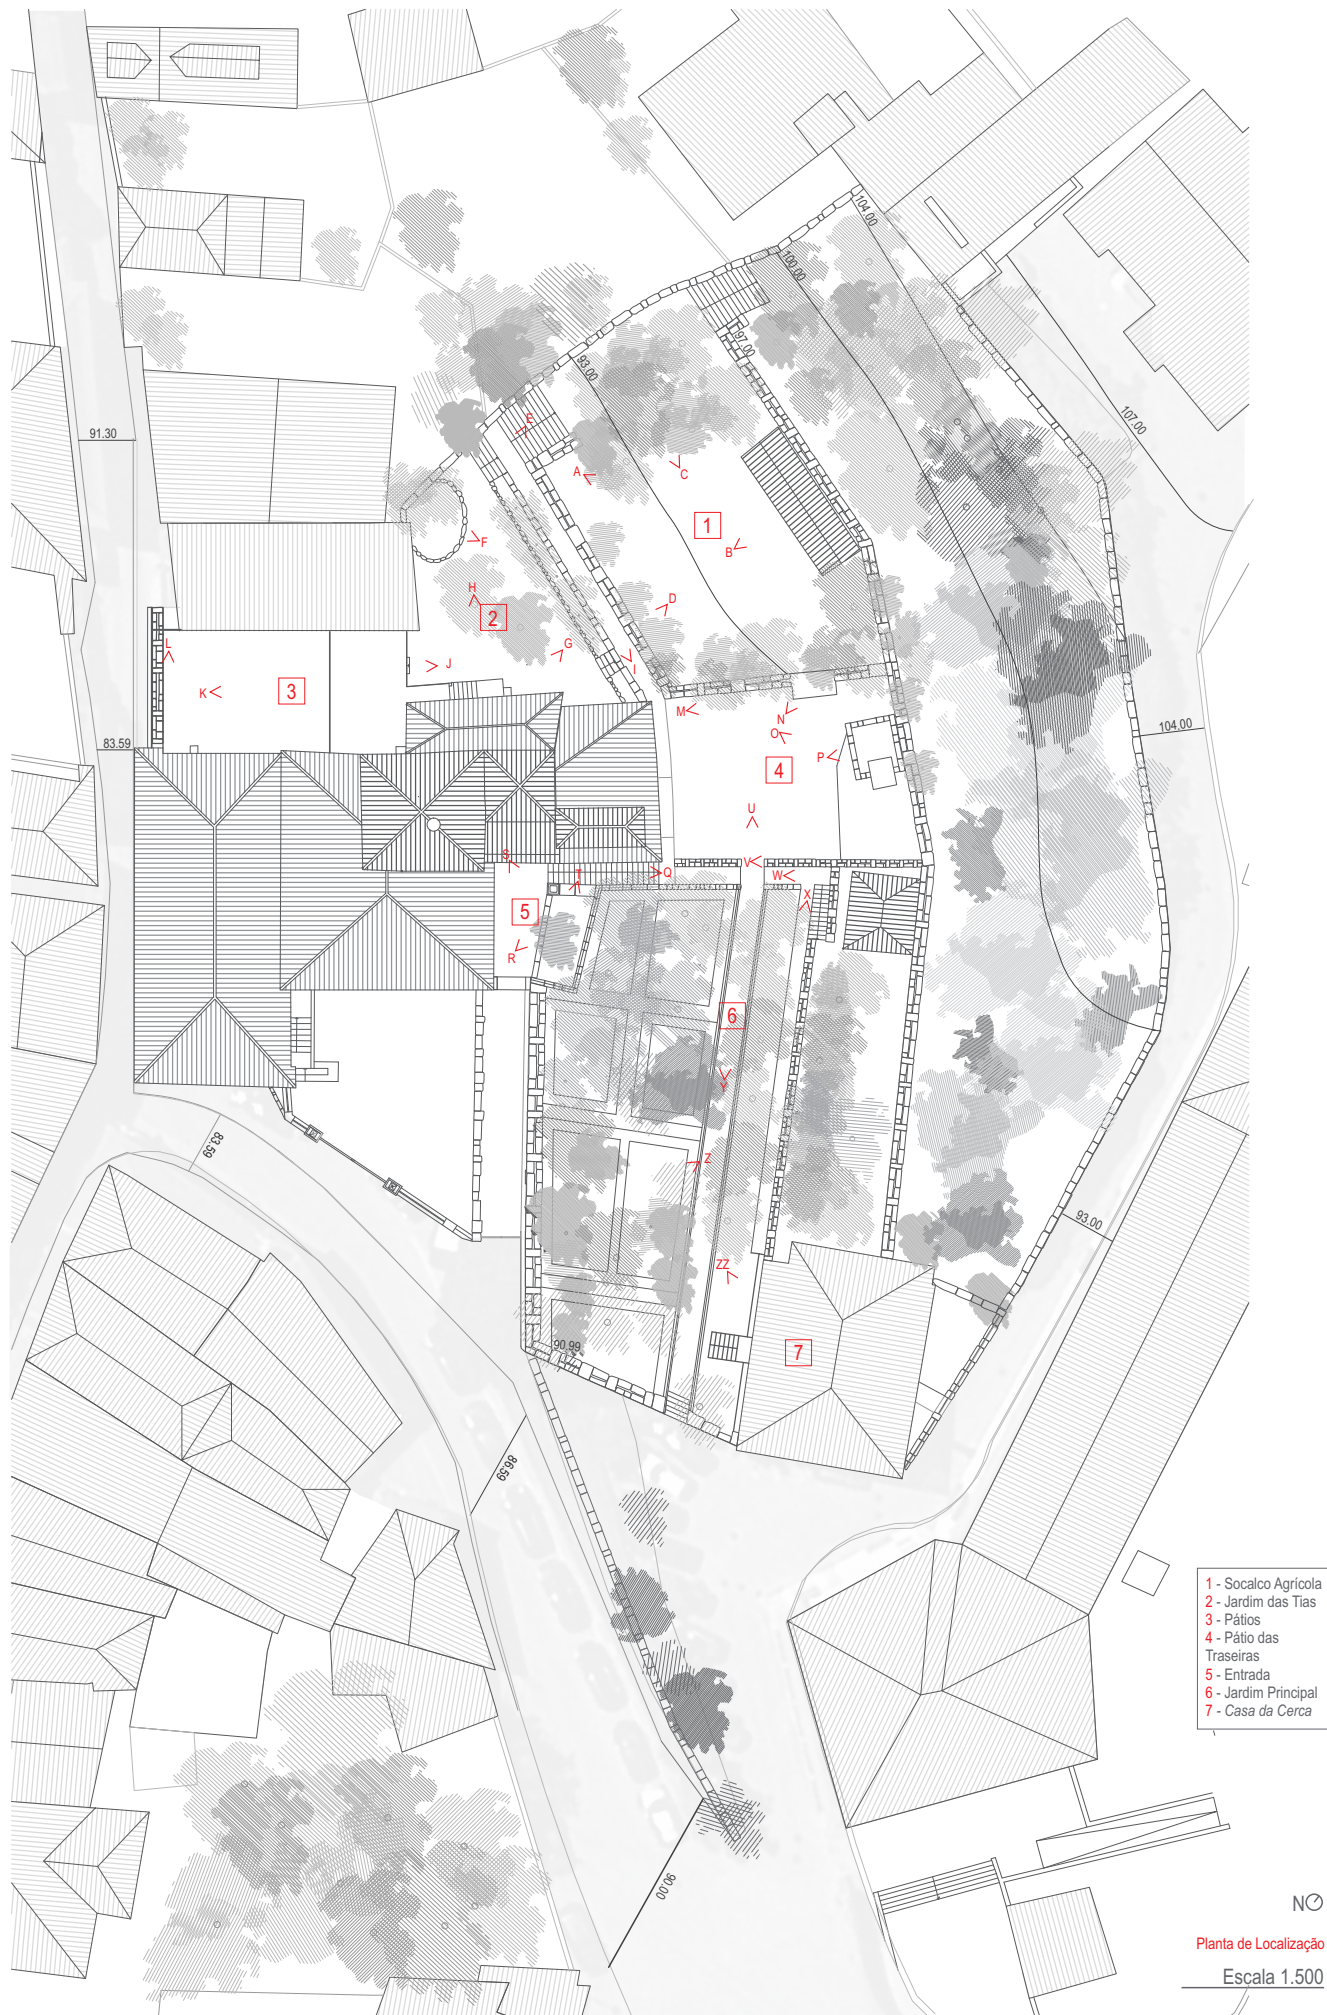 104.00
100.00
97.00
93.00
107.00
91.30
E
A
C
1
B
F
H
2
D
G
I
L
J
K
3
M
N
O
83.59
104.00
4
P
U
S
Q
V
T
W
X
5
R
6
Y
83.59
Z
93.00
ZZ
90.99
7
86.59
90.00
1 - Socalco Agrícola
2 - Jardim das Tias
3 - Pátios
4 - Pátio das
Traseiras
5 - Entrada
6 - Jardim Principal
7 - Casa da Cerca
N
Planta de Localização
Escala 1.500